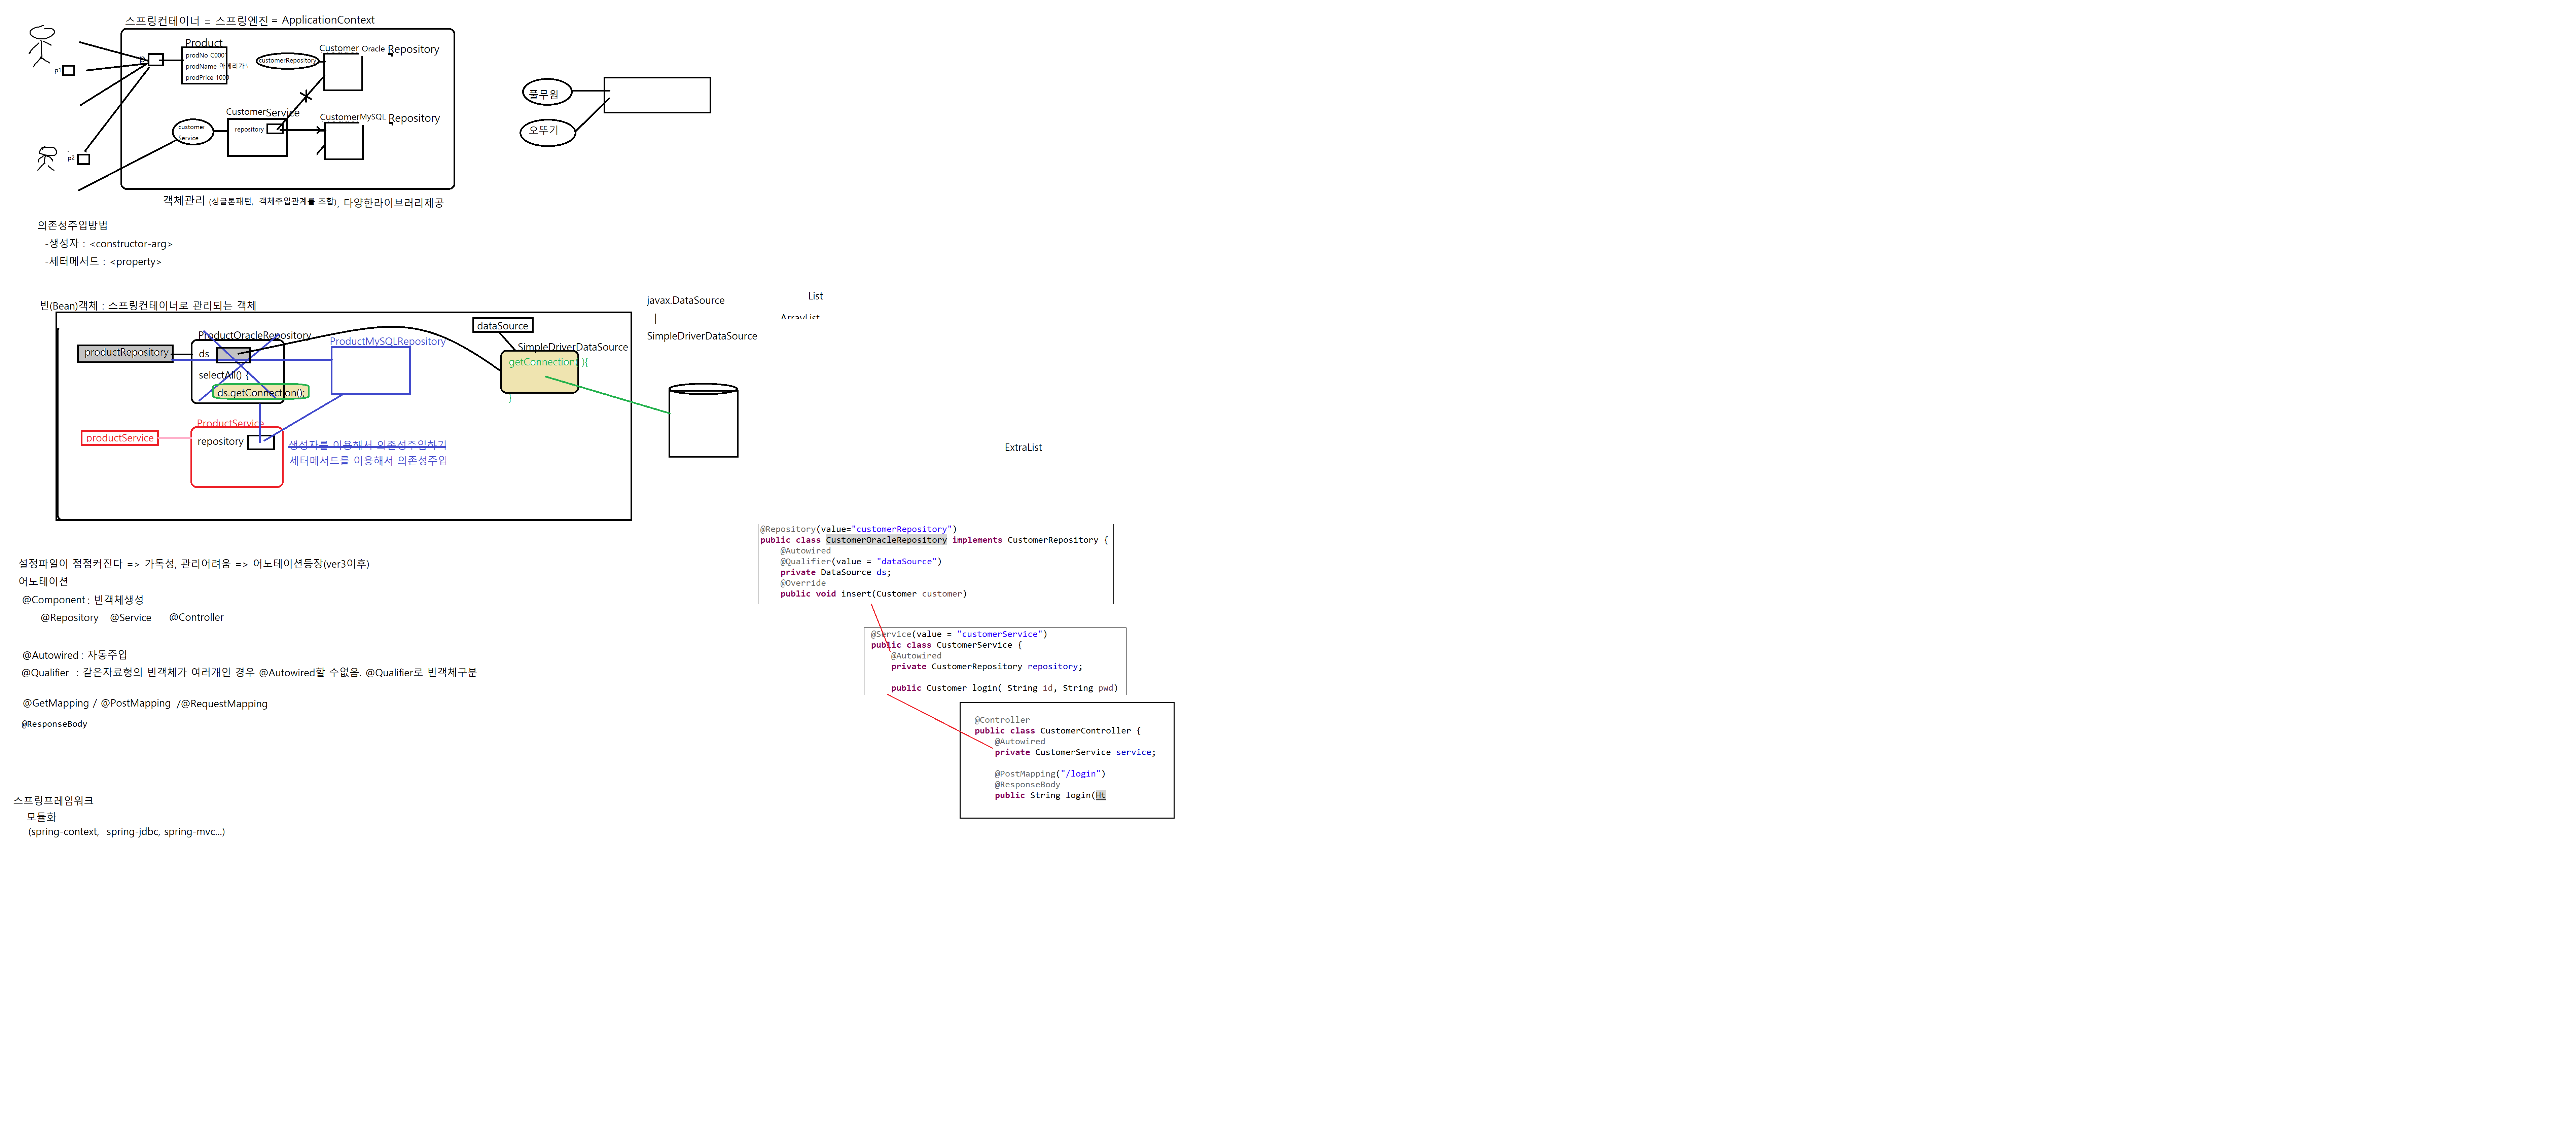 스프링컨테이너 = 스프링엔진 = ApplicationContext
Product
prodNo C0001
prodName 아메리카노
prodPrice 1000
p
p1
p2
customerRepository
Customer Oracle Repository
CustomerService
customer
Service
repository
CustomerMySQL Repository
객체관리 (싱글톤패턴, 객체주입관계를 조합), 다양한라이브러리제공
풀무원
오뚜기
의존성주입방법
-생성자 : <constructor-arg>
-세터메서드 : <property>
빈(Bean)객체 : 스프링컨테이너로 관리되는 객체
productRepository
ProductOracleRepository
ds
selectAll() {
ds.getConnection();
ProductMySQLRepository
dataSource
SimpleDriverDataSource
getConnection( ){
}
productService
ProductService
repository
생성자를 이용해서 의존성주입하기
세터메서드를 이용해서 의존성주입
javax.DataSource
|
SimpleDriverDataSource
List
ArrayList
ExtraList
설정파일이 점점커진다 => 가독성, 관리어려움 => 어노테이션등장(ver3이후)
어노테이션
@Component : 빈객체생성
@Repository @Service @Controller
@Autowired : 자동주입
@Qualifier : 같은자료형의 빈객체가 여러개인 경우 @Autowired할 수없음. @Qualifier로 빈객체구분
@GetMapping / @PostMapping /@RequestMapping
@ResponseBody
스프링프레임워크
모듈화
(spring-context, spring-jdbc, spring-mvc...)
@Repository(value="customerRepository")
public class CustomerOracleRepository implements CustomerRepository {
@Autowired
@Qualifier(value = "dataSource")
private DataSource ds;
@Override
public void insert(Customer customer)
@Service(value = "customerService")
public class CustomerService {
@Autowired
private CustomerRepository repository;
public Customer login( String id, String pwd)
@Controller
public class CustomerController {
@Autowired
private CustomerService service;
@PostMapping("/login")
@ResponseBody
public String login(Ht